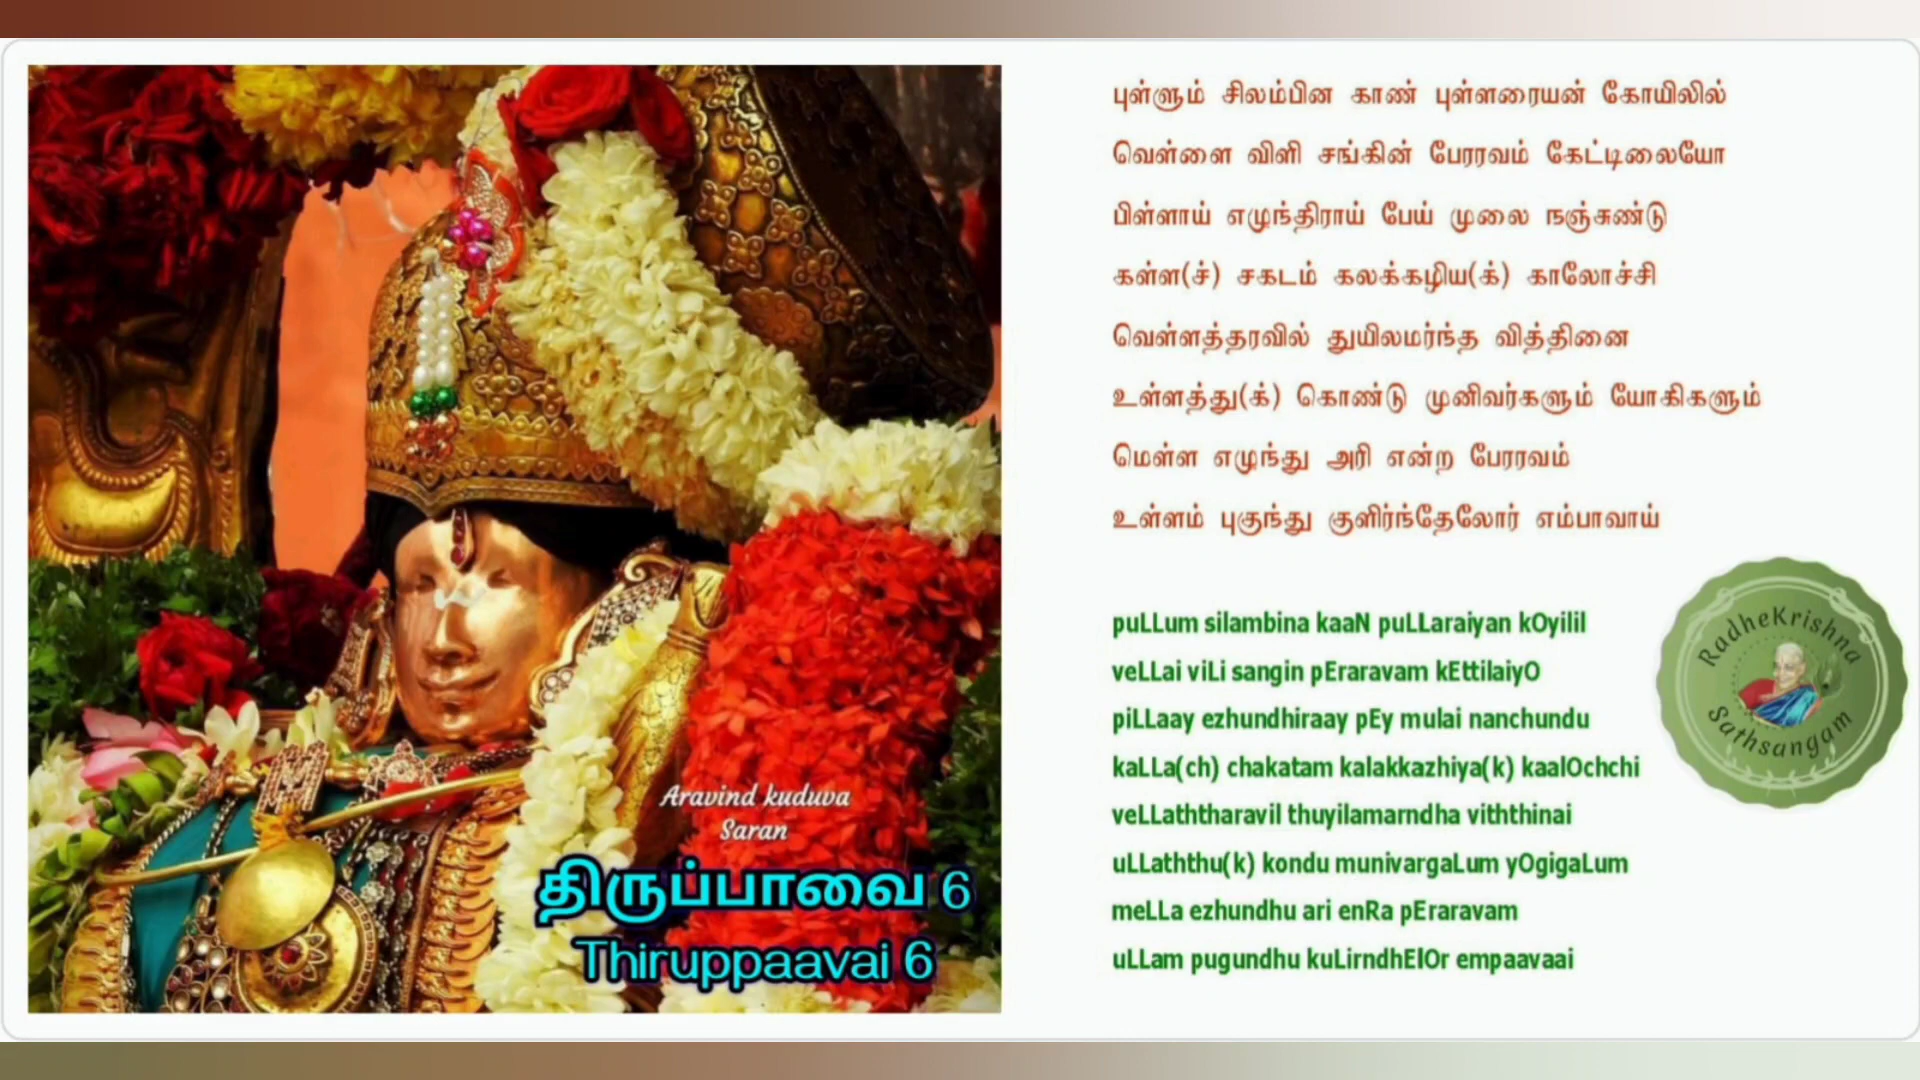 Aravind kuduva
Saran
திருப்பாவை 6
Thiruppaavai 6
புள்ளும் சிலம்பின காண் புள்ளரையன் கோயிலில்
வெள்ளை விளி சங்கின் பேரரவம் கேட்டிலையோ
பிள்ளாய் எழுந்திராய் பேய் முலை நஞ்சுண்டு
கள்ள(ச்) சகடம் கலக்கழிய(க்) காலோச்சி
வெள்ளத்தரவில் துயிலமர்ந்த வித்தினை
உள்ளத்து(க்) கொண்டு முனிவர்களும் யோகிகளும்
மெள்ள எழுந்து அரி என்ற பேரரவம்
உள்ளம் புகுந்து குளிர்ந்தேலோர் எம்பாவாய்
puLLum silambina kaaN puLLaraiyan kOyilil
veLLai viLi sangin pEraravam kEttilaiyO
piLLaay ezhundhiraay pEy mulai nanchundu
kaLLa(ch) chakatam kalakkazhiya(k) kaalOchchi
veLLaththaravil thuyilamarndha viththinai
uLLaththu(k) kondu munivargaLum yOgigaLum
meLLa ezhundhu ari enRa pEraravam
uLLam pugundhu kuLirndhElOr empaavaai
RadheKrishna
Sathsangam